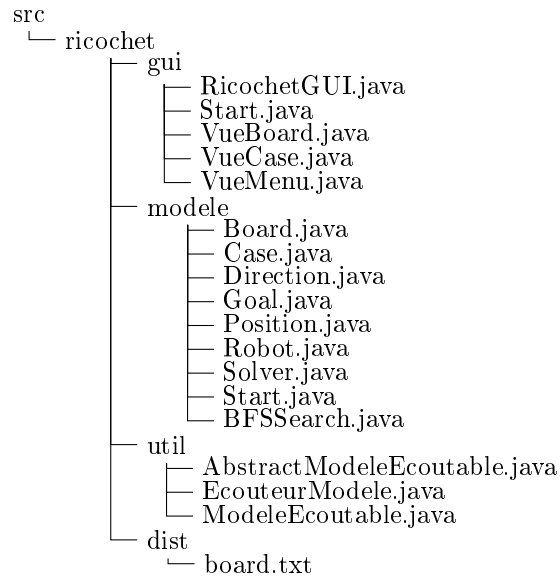 src
ricochet
gui
RicochetGUI.java
Start.java
VueBoard.java
VueCase.java
VueMenu.java
modele
Board.java
Case.java
Direction.java
Goal.java
Position.java
Robot.java
Solver.java
Start.java
BFSSearch.java
util
AbstractModeleEcoutable.java
EcouteurModele.java
ModeleEcoutable.java
dist
board.txt